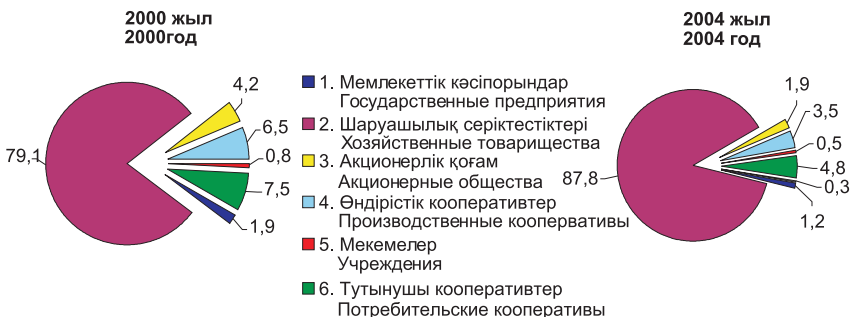 2000 жыл
2000год
4,2
6,5
0,8
7,5
1,9
79,1
1. Мемлекеттік кәсіпорындар
Государственные предприятия
2. Шаруашылық серіктестіктері
Хозяйственные товарищества
3. Акционерлік қоғам
Акционерные общества
4. Өндірістік кооперативтер
Производственные коопервативы
5. Мекемелер
Учреждения
6. Тутынушы кооперативтер
Потребительские кооперативы
2004 жыл
2004 год
1,9
3,5
0,5
4,8
0,3
1,2
87,8